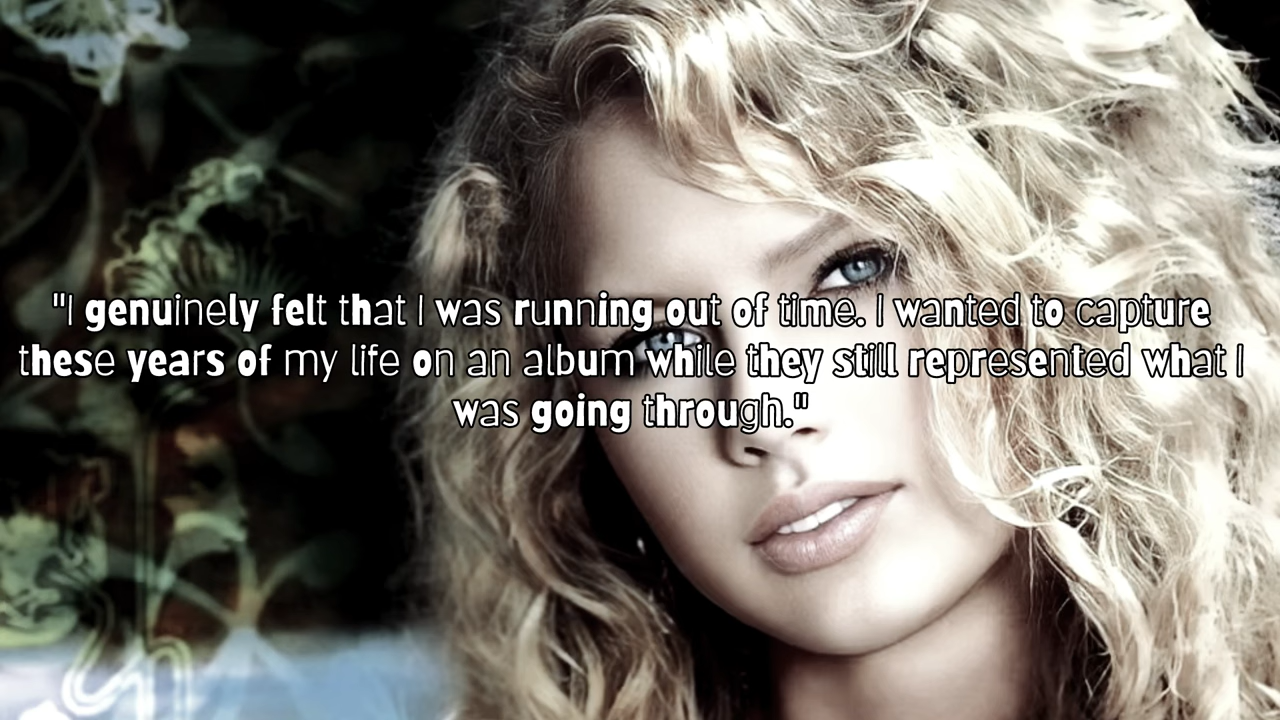 "I genuinely felt that I was running out of time. I wanted to capture
these years of my life on an album while they still represented what I
was going through."